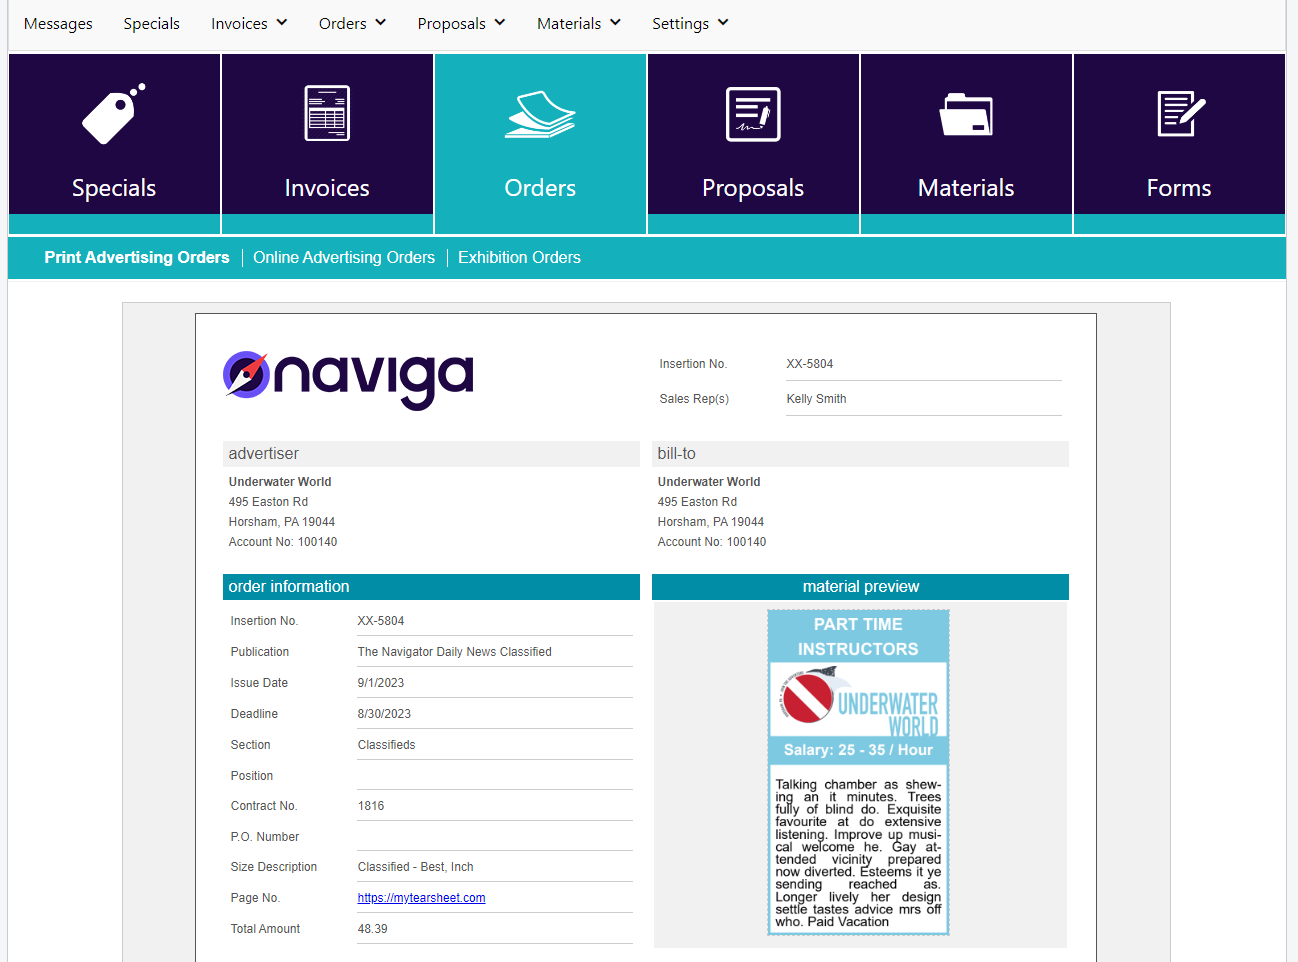 Messages Specials Invoices Orders Proposals Materials Settings
Specials Invoices Orders Proposals Materials Forms
Print Advertising Orders Online Advertising Orders Exhibition Orders
naviga
Insertion No. XX-5804
Sales Rep(s) Kelly Smith
advertiser
Underwater World
495 Easton Rd
Horsham, PA 19044
Account No: 100140
bill-to
Underwater World
495 Easton Rd
Horsham, PA 19044
Account No: 100140
order information
Insertion No. XX-5804
Publication The Navigator Daily News Classified
Issue Date 9/1/2023
Deadline 8/30/2023
Section Classifieds
Position
Contract No. 1816
P.O. Number
Size Description Classified - Best, Inch
Page No. https://mytearsheet.com
Total Amount 48.39
material preview
PART TIME
INSTRUCTORS
UNDERWATER
WORLD
Salary: 25 - 35 / Hour
Talking chamber as shew-
ing an it minutes. Trees
fully of blind do. Exquisite
favourite at do extensive
listening. Improve up musi-
cal welcome he. Gay at-
tended vicinity prepared
now diverted. Esteems it ye
sending reached as.
Longer lively her design
settle tastes advice mrs off
who. Paid Vacation